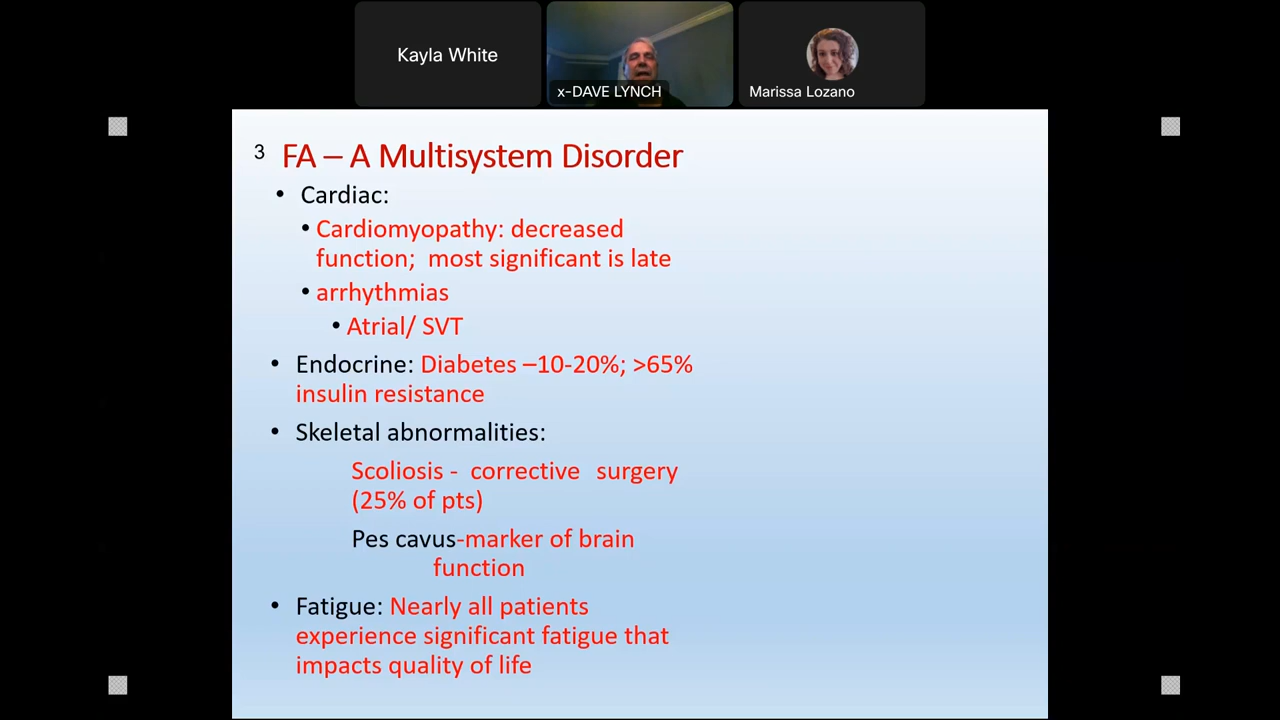 Kayla White
x-DAVE LYNCH
Marissa Lozano
3 FA – A Multisystem Disorder
• Cardiac:
• Cardiomyopathy: decreased
function; most significant is late
• arrhythmias
• Atrial/ SVT
• Endocrine: Diabetes –10-20%; >65%
insulin resistance
• Skeletal abnormalities:
Scoliosis - corrective surgery
(25% of pts)
Pes cavus-marker of brain
function
• Fatigue: Nearly all patients
experience significant fatigue that
impacts quality of life